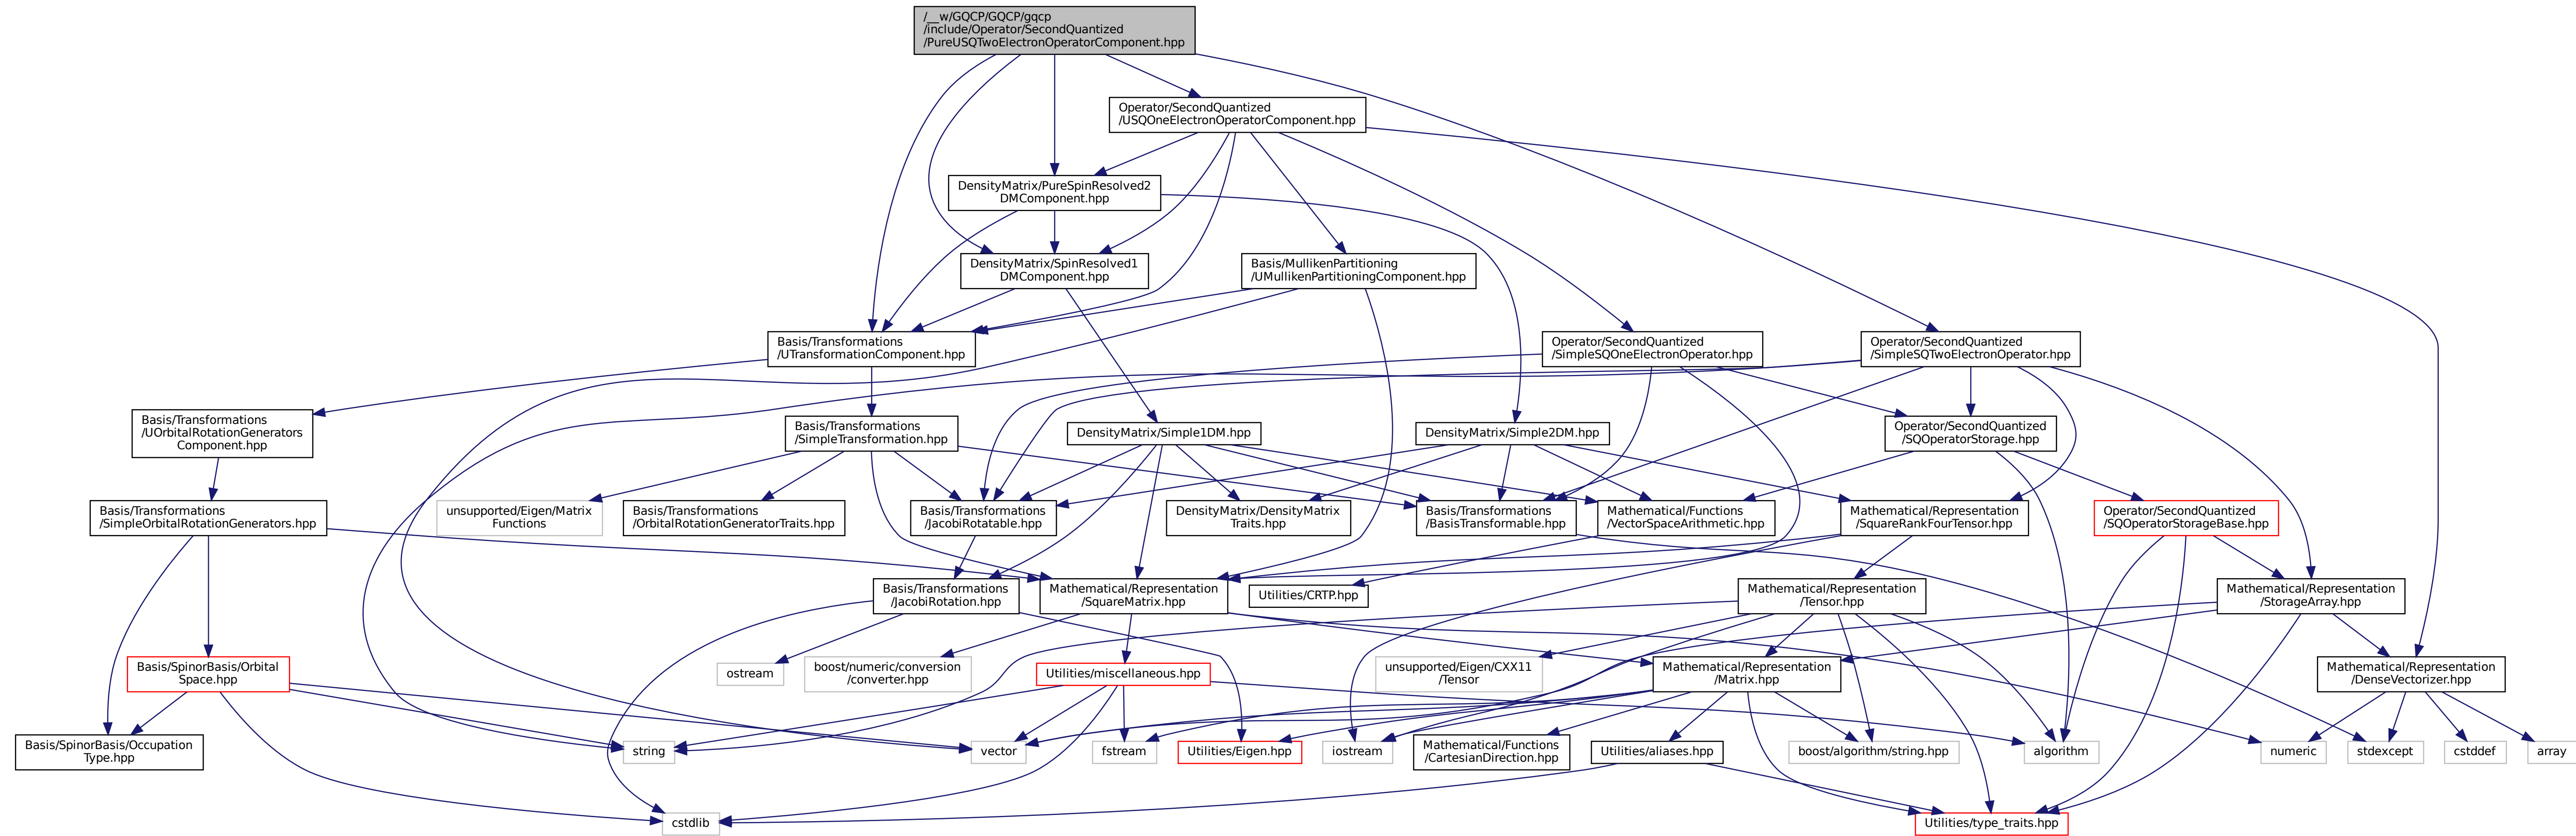 /__w/GQCP/GQCP/gqcp
/include/Operator/SecondQuantized
/PureUSQTwoElectronOperatorComponent.hpp
Operator/SecondQuantized
/USQOneElectronOperatorComponent.hpp
DensityMatrix/PureSpinResolved2
DMComponent.hpp
DensityMatrix/SpinResolved1
DMComponent.hpp
Basis/MullikenPartitioning
/UMullikenPartitioningComponent.hpp
Basis/Transformations
/UTransformationComponent.hpp
Operator/SecondQuantized
/SimpleSQOneElectronOperator.hpp
Operator/SecondQuantized
/SimpleSQTwoElectronOperator.hpp
Basis/Transformations
/UOrbitalRotationGenerators
Component.hpp
Basis/Transformations
/SimpleTransformation.hpp
DensityMatrix/Simple1DM.hpp
DensityMatrix/Simple2DM.hpp
Operator/SecondQuantized
/SQOperatorStorage.hpp
Basis/Transformations
/SimpleOrbitalRotationGenerators.hpp
unsupported/Eigen/Matrix
Functions
Basis/Transformations
/OrbitalRotationGeneratorTraits.hpp
Basis/Transformations
/JacobiRotatable.hpp
DensityMatrix/DensityMatrix
Traits.hpp
Basis/Transformations
/BasisTransformable.hpp
Mathematical/Functions
/VectorSpaceArithmetic.hpp
Mathematical/Representation
/SquareRankFourTensor.hpp
Operator/SecondQuantized
/SQOperatorStorageBase.hpp
Basis/Transformations
/JacobiRotation.hpp
Mathematical/Representation
/SquareMatrix.hpp
Utilities/CRTP.hpp
Mathematical/Representation
/Tensor.hpp
Mathematical/Representation
/StorageArray.hpp
Basis/SpinorBasis/Orbital
Space.hpp
ostream
boost/numeric/conversion
/converter.hpp
Utilities/miscellaneous.hpp
unsupported/Eigen/CXX11
/Tensor
Mathematical/Representation
/Matrix.hpp
Mathematical/Representation
/DenseVectorizer.hpp
Basis/SpinorBasis/Occupation
Type.hpp
string
vector
fstream
Utilities/Eigen.hpp
iostream
Mathematical/Functions
/CartesianDirection.hpp
Utilities/aliases.hpp
boost/algorithm/string.hpp
algorithm
numeric
stdexcept
cstddef
array
cstdlib
Utilities/type_traits.hpp